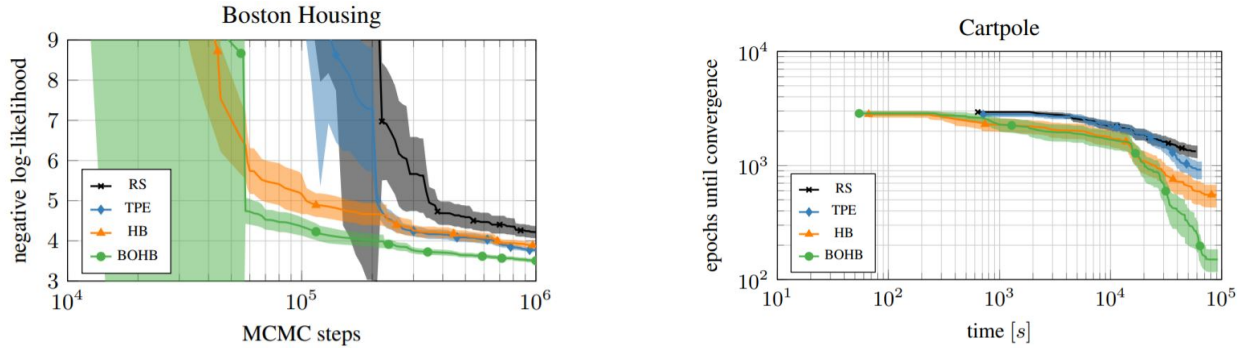 Boston Housing
negative log-likelihood
9
8
7
6
5
4
3
RS
TPE
HB
BOHB
10^4
10^5
10^6
MCMC steps
Cartpole
epochs until convergence
10^4
10^3
10^2
RS
TPE
HB
BOHB
10^1
10^2
10^3
10^4
10^5
time [s]